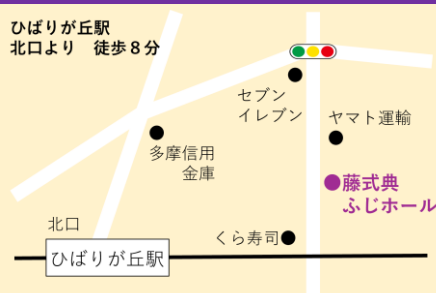 ひばりが丘駅
北口より 徒歩８分
セブン
イレブン
ヤマト運輸
多摩信用
金庫
藤式典
ふじホール
北口
くら寿司
ひばりが丘駅